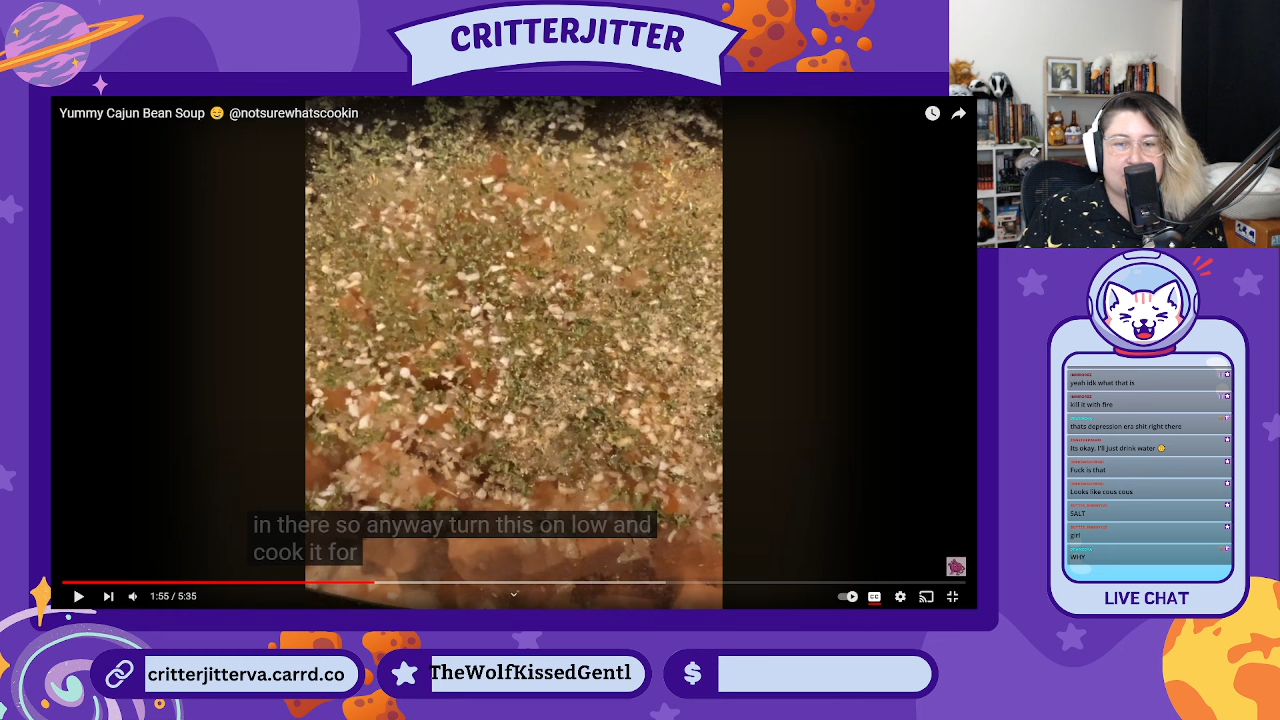 CRITTERJITTER
Yummy Cajun Bean Soup 😊 @notsurewhatscookin
in there so anyway turn this on low and
cook it for
1:55 / 5:35
CC
yeah idk what that is
kill it with fire
thats depression era shit right there
Its okay, I'll just drink water
Fuck is that
Looks like cous cous
SALT
girl
WHY
LIVE CHAT
critterjitterva.carrd.co
TheWolfKissedGentl
$